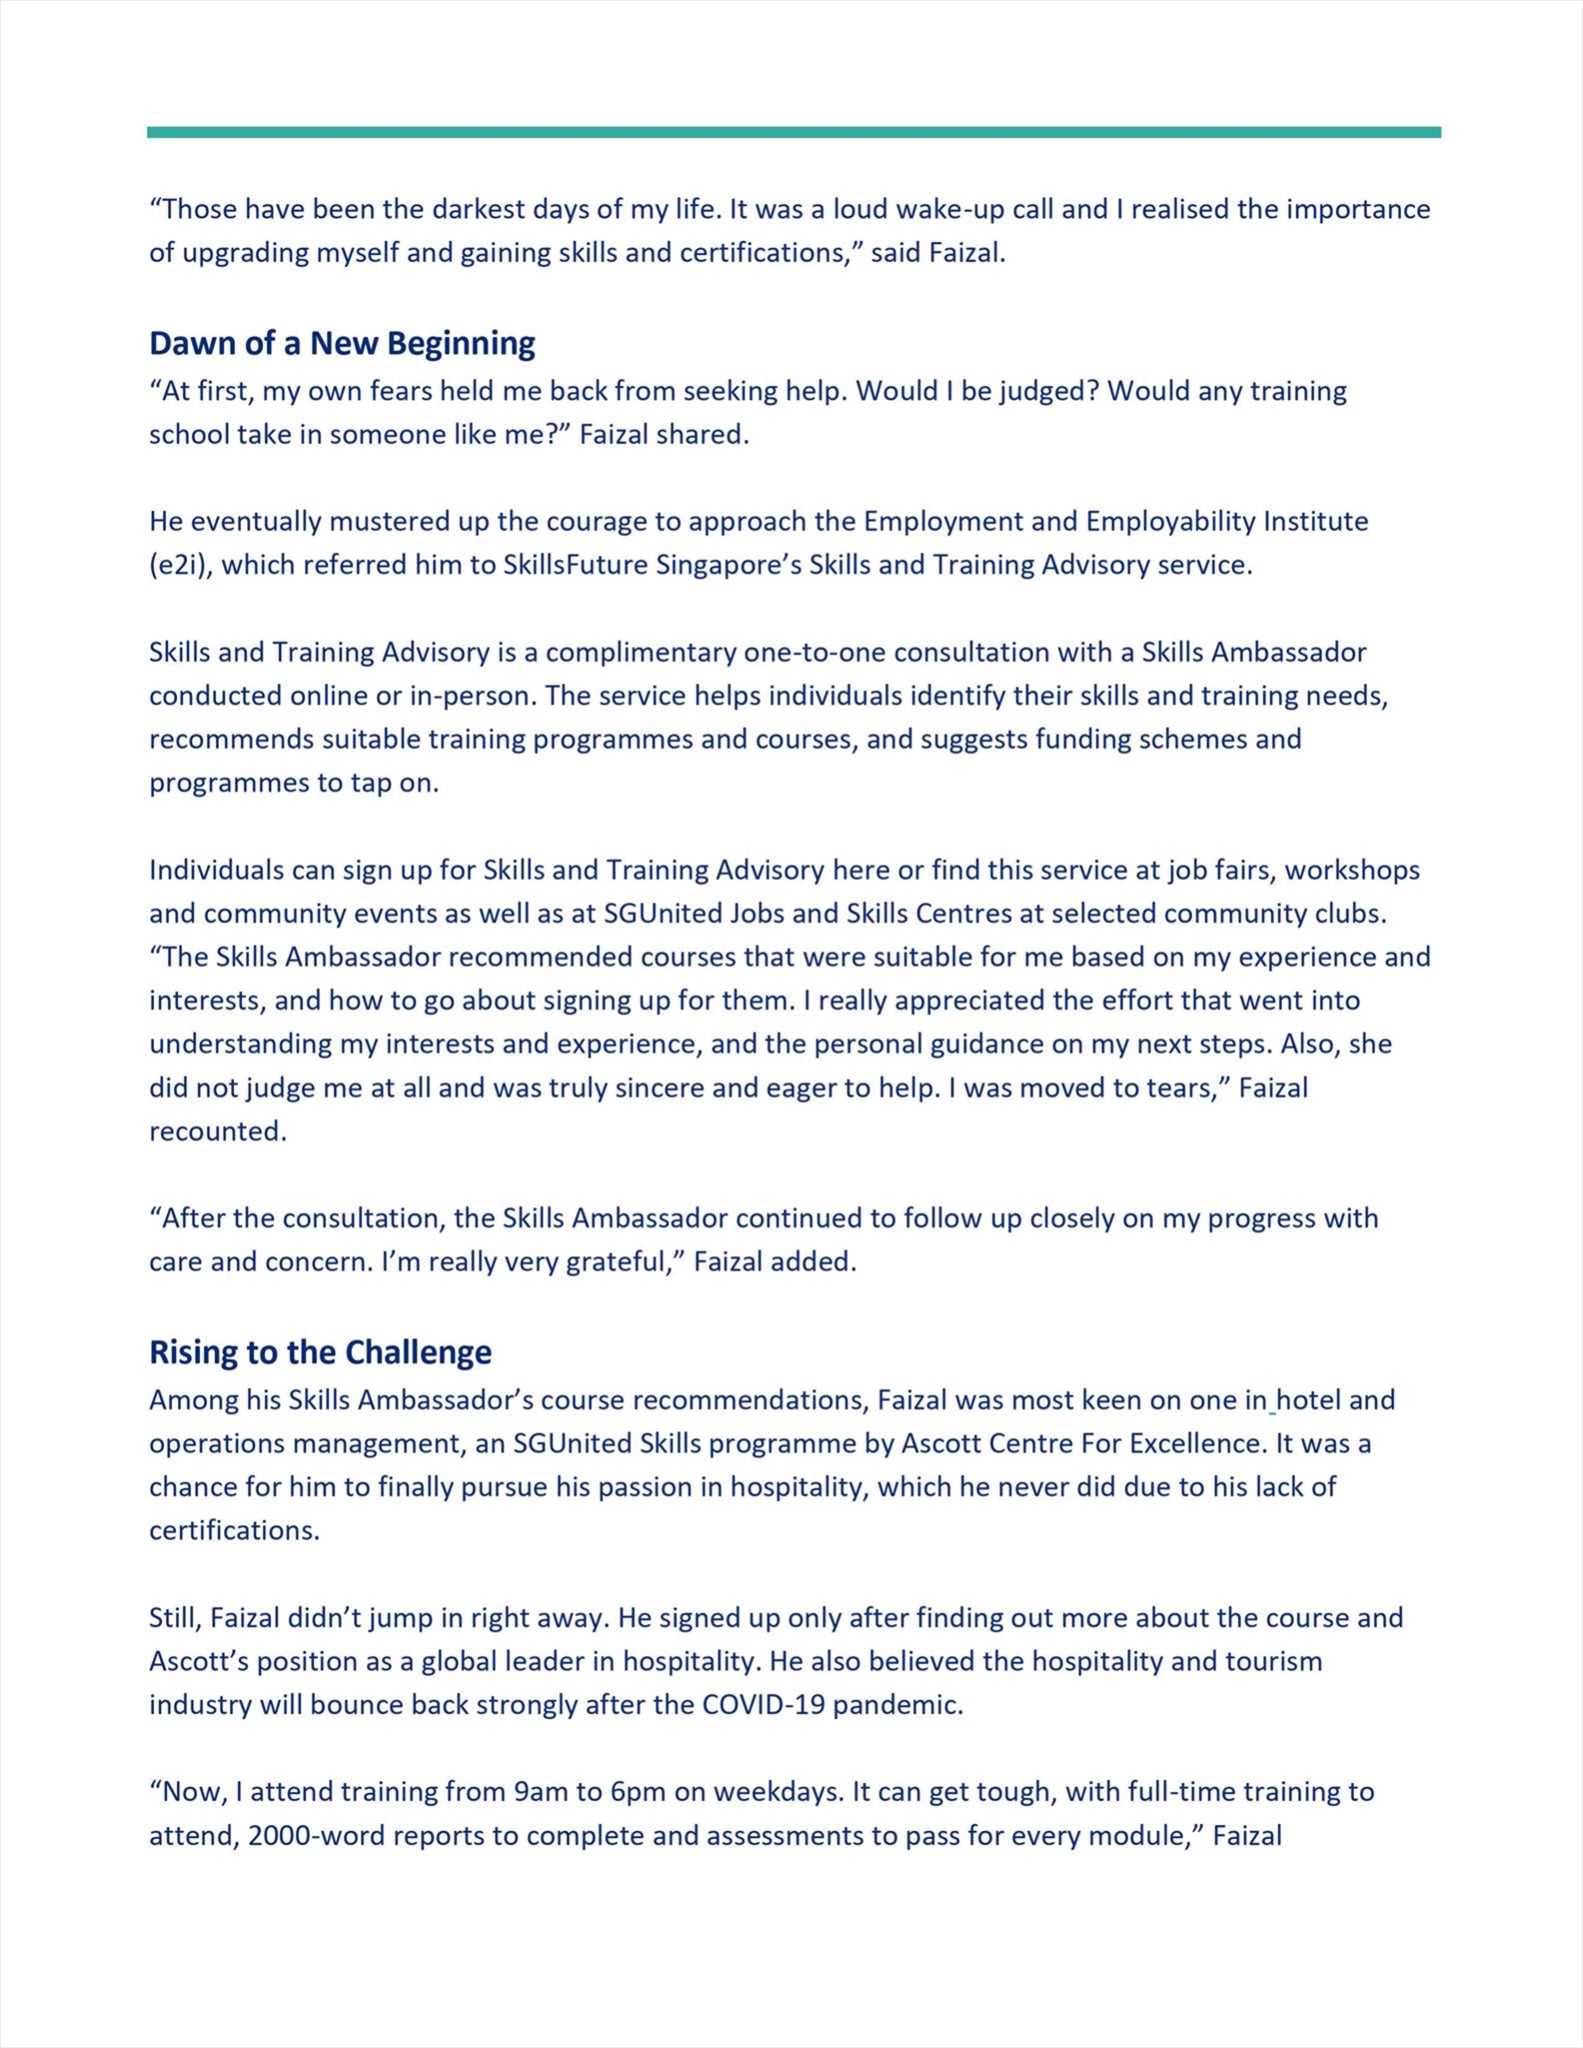 “Those have been the darkest days of my life. It was a loud wake-up call and I realised the importance
of upgrading myself and gaining skills and certifications,” said Faizal.
Dawn of a New Beginning
“At first, my own fears held me back from seeking help. Would I be judged? Would any training
school take in someone like me?” Faizal shared.
He eventually mustered up the courage to approach the Employment and Employability Institute
(e2i), which referred him to SkillsFuture Singapore’s Skills and Training Advisory service.
Skills and Training Advisory is a complimentary one-to-one consultation with a Skills Ambassador
conducted online or in-person. The service helps individuals identify their skills and training needs,
recommends suitable training programmes and courses, and suggests funding schemes and
programmes to tap on.
Individuals can sign up for Skills and Training Advisory here or find this service at job fairs, workshops
and community events as well as at SGUnited Jobs and Skills Centres at selected community clubs.
“The Skills Ambassador recommended courses that were suitable for me based on my experience and
interests, and how to go about signing up for them. I really appreciated the effort that went into
understanding my interests and experience, and the personal guidance on my next steps. Also, she
did not judge me at all and was truly sincere and eager to help. I was moved to tears,” Faizal
recounted.
“After the consultation, the Skills Ambassador continued to follow up closely on my progress with
care and concern. I’m really very grateful,” Faizal added.
Rising to the Challenge
Among his Skills Ambassador’s course recommendations, Faizal was most keen on one in hotel and
operations management, an SGUnited Skills programme by Ascott Centre For Excellence. It was a
chance for him to finally pursue his passion in hospitality, which he never did due to his lack of
certifications.
Still, Faizal didn’t jump in right away. He signed up only after finding out more about the course and
Ascott’s position as a global leader in hospitality. He also believed the hospitality and tourism
industry will bounce back strongly after the COVID-19 pandemic.
“Now, I attend training from 9am to 6pm on weekdays. It can get tough, with full-time training to
attend, 2000-word reports to complete and assessments to pass for every module,” Faizal